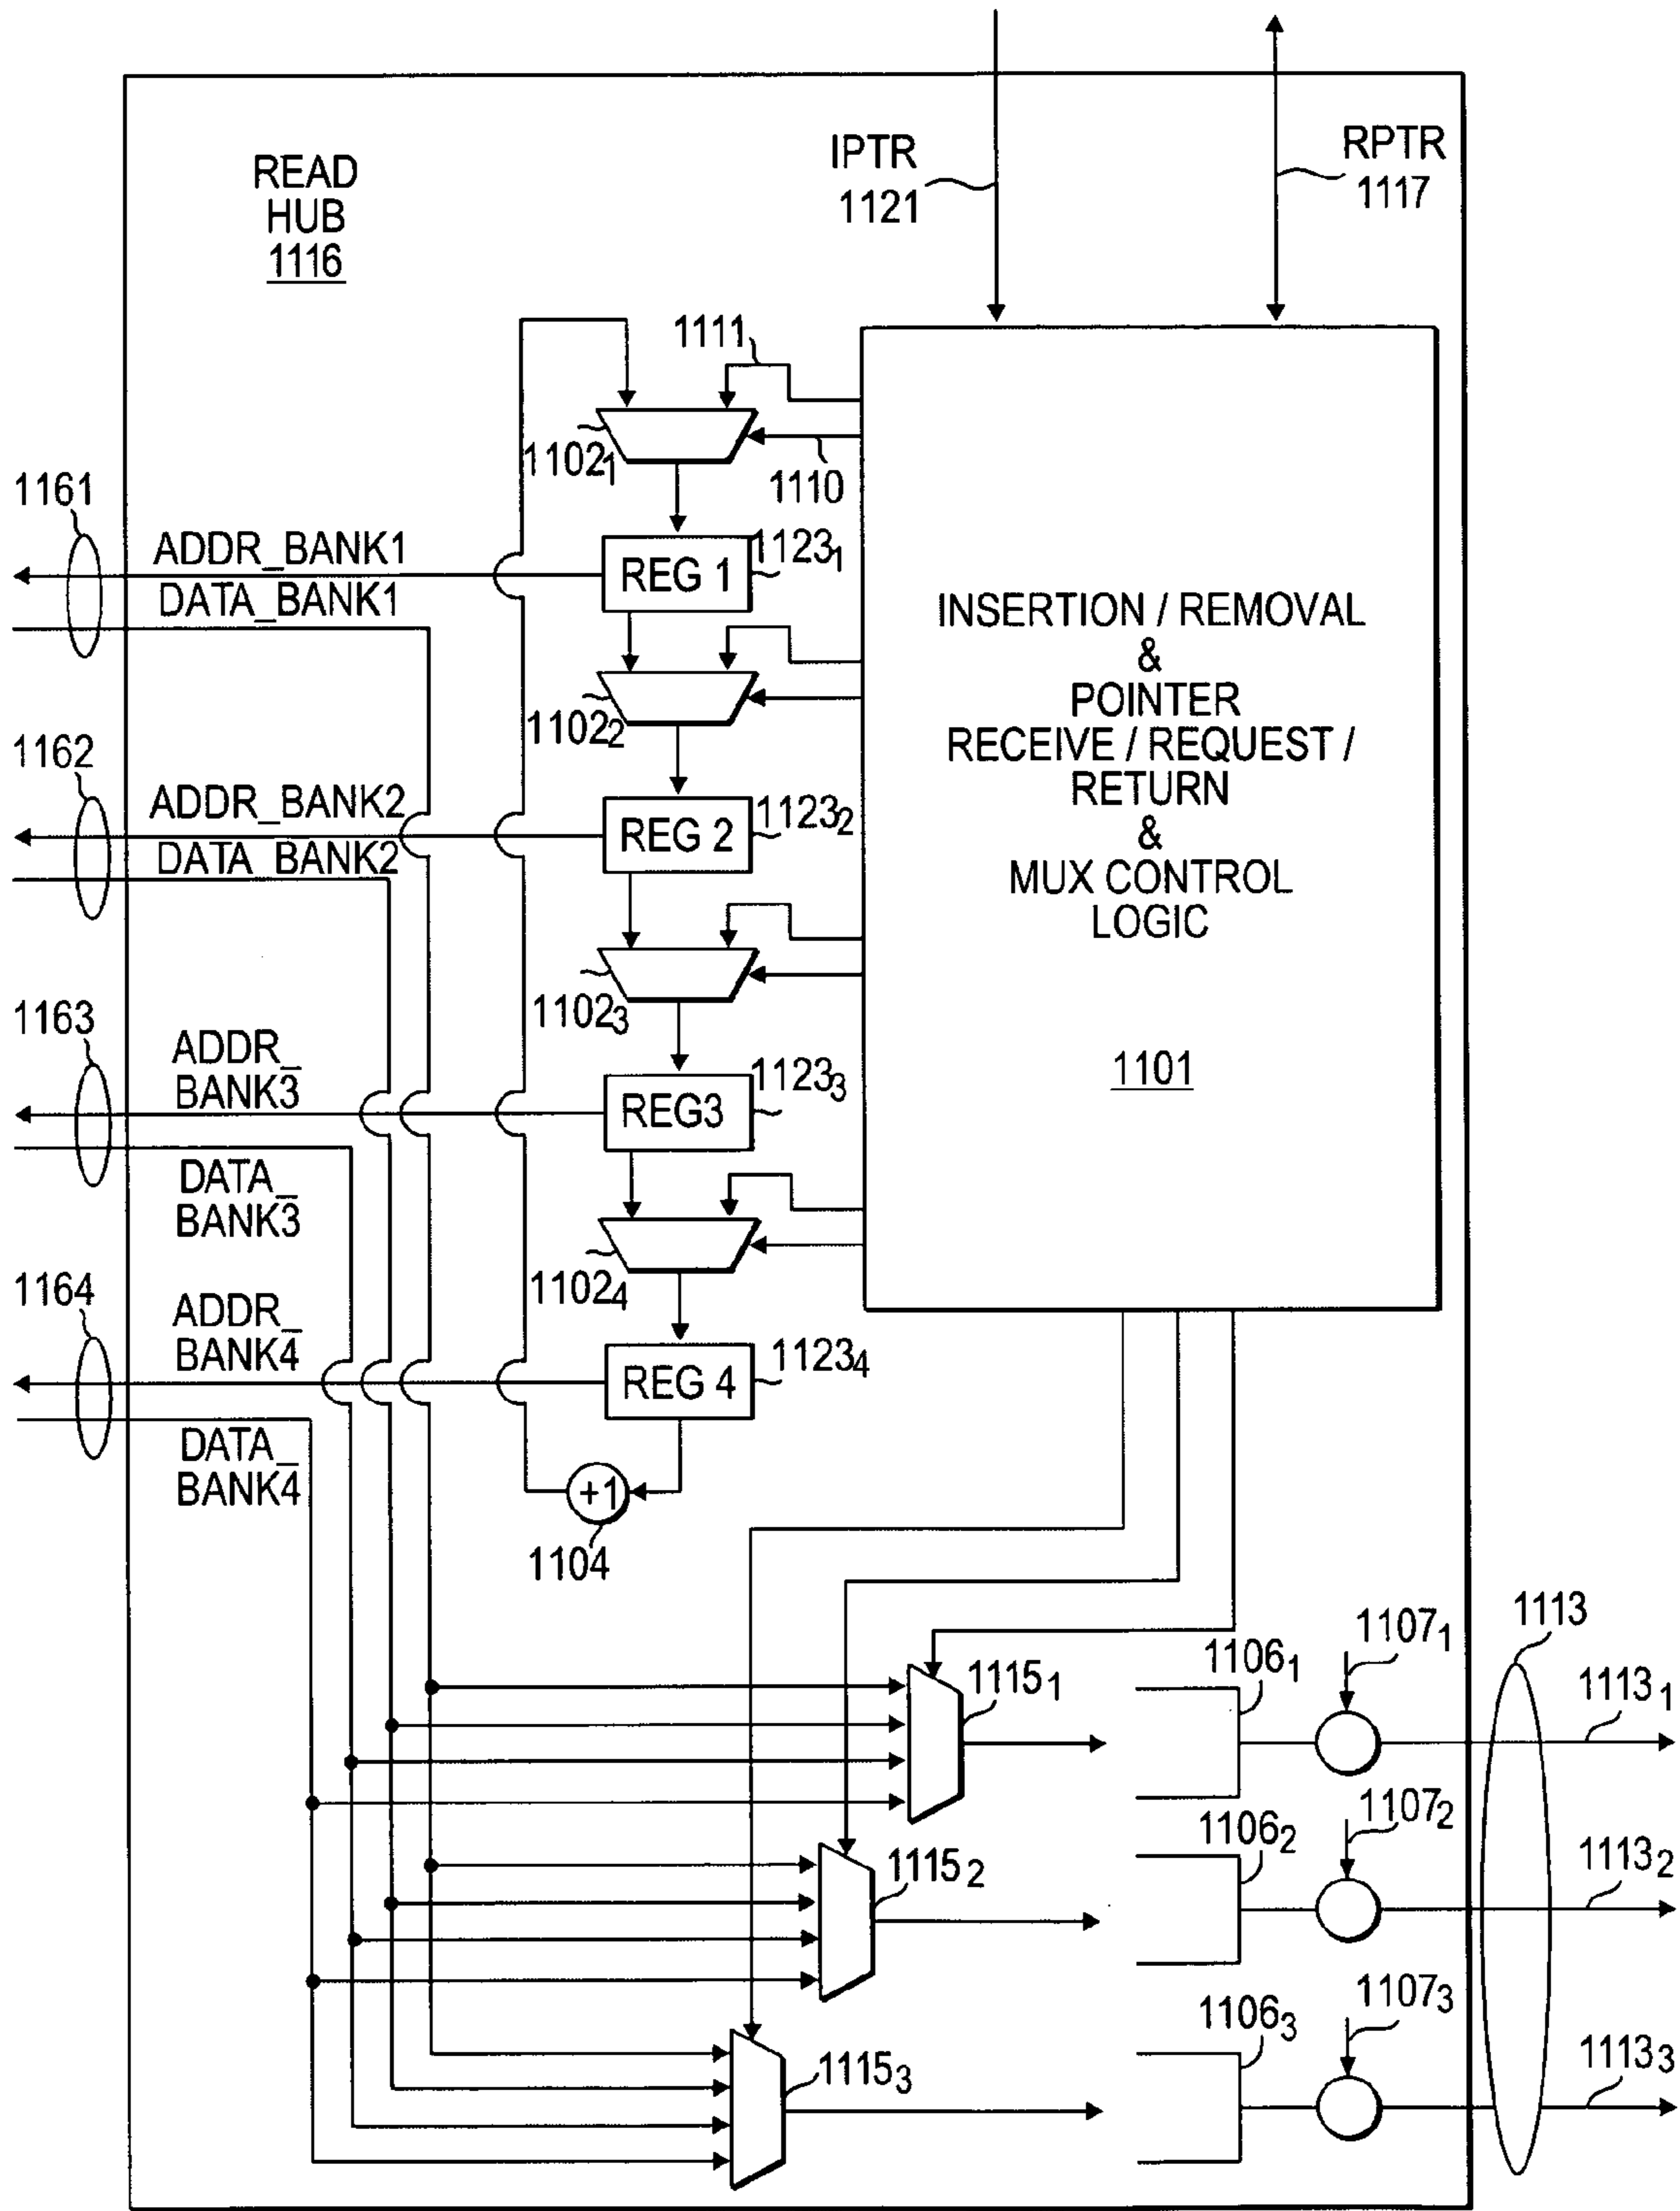 IPTR
1121
RPTR
1117
READ
HUB
1116
1111
1102₁
1110
1161
ADDR_BANK1
DATA_BANK1
REG 1
1123₁
INSERTION / REMOVAL
&
POINTER
RECEIVE / REQUEST /
RETURN
&
MUX CONTROL
LOGIC
1101
1102₂
1162
ADDR_BANK2
DATA_BANK2
REG 2
1123₂
1102₃
1163
ADDR_
BANK3
DATA_
BANK3
REG3
1123₃
1102₄
1164
ADDR_
BANK4
DATA_
BANK4
REG 4
1123₄
+1
1104
1115₁
1106₁
1107₁
1113
1113₁
1115₂
1106₂
1107₂
1113₂
1115₃
1106₃
1107₃
1113₃